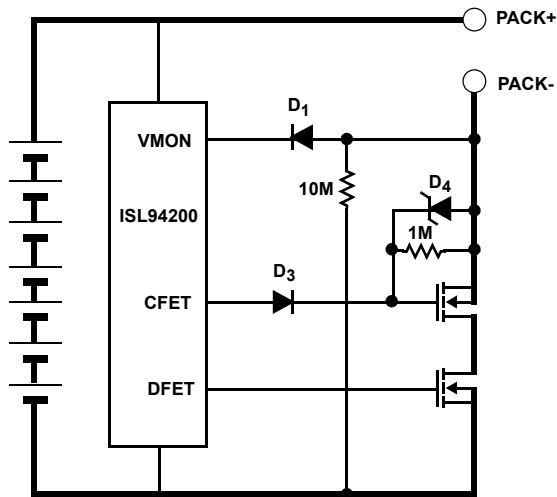 PACK+
PACK-
D1
VMON
10M
D4
ISL94200
1M
D3
CFET
DFET